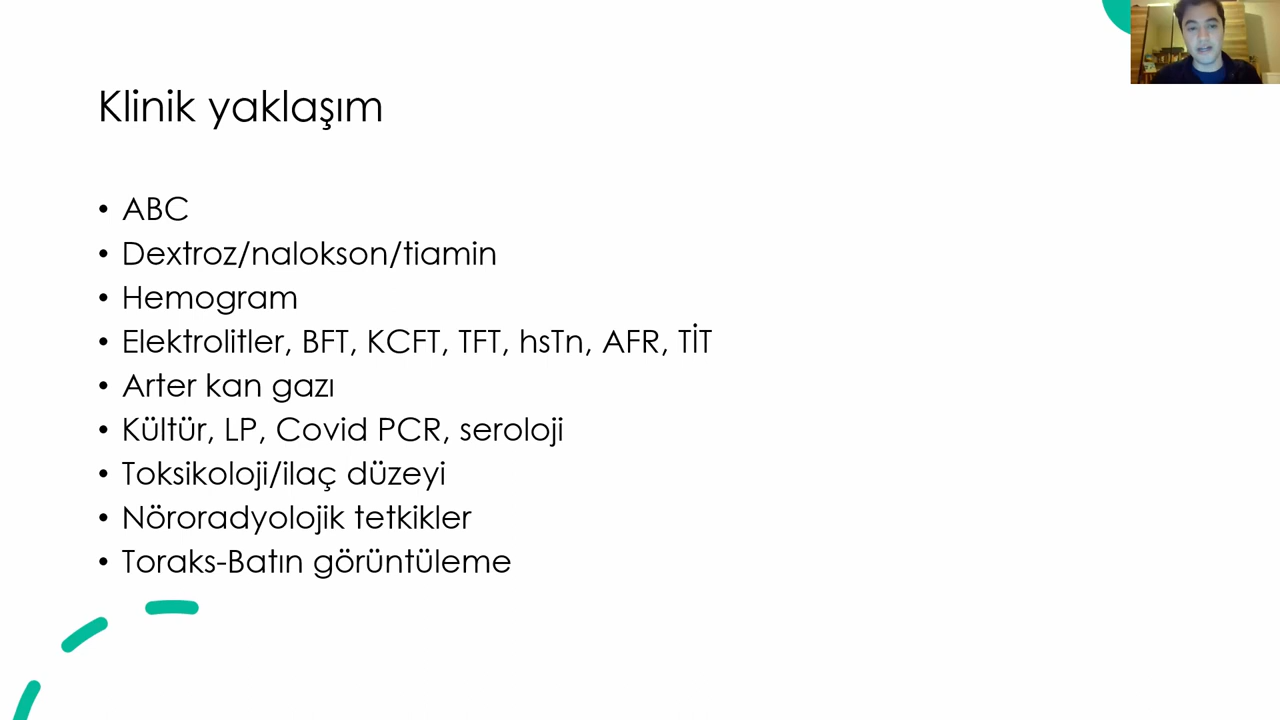 Klinik yaklaşım
• ABC
• Dextroz/nalokson/tiamin
• Hemogram
• Elektrolitler, BFT, KCFT, TFT, hsTn, AFR, TİT
• Arter kan gazı
• Kültür, LP, Covid PCR, seroloji
• Toksikoloji/ilaç düzeyi
• Nöroradyolojik tetkikler
• Toraks-Batın görüntüleme